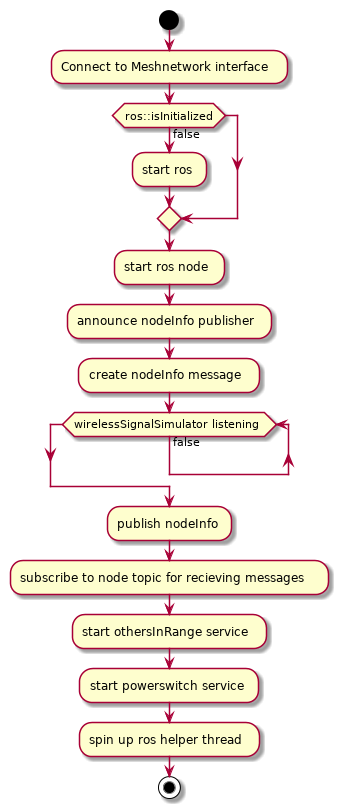 Connect to Meshnetwork interface
ros::isInitialized
false
start ros
start ros node
announce nodeInfo publisher
create nodeInfo message
wirelessSignalSimulator listening
false
publish nodeInfo
subscribe to node topic for recieving messages
start othersInRange service
start powerswitch service
spin up ros helper thread